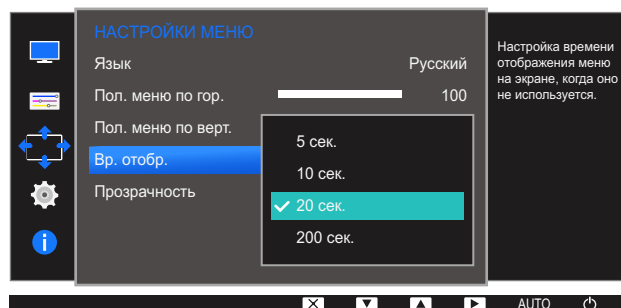 НАСТРОЙКИ МЕНЮ
Язык Русский
Пол. меню по гор. 100
Пол. меню по верт.
Вр. отобр.
Прозрачность
5 сек.
10 сек.
20 сек.
200 сек.
Настройка времени
отображения меню
на экране, когда оно
не используется.
AUTO